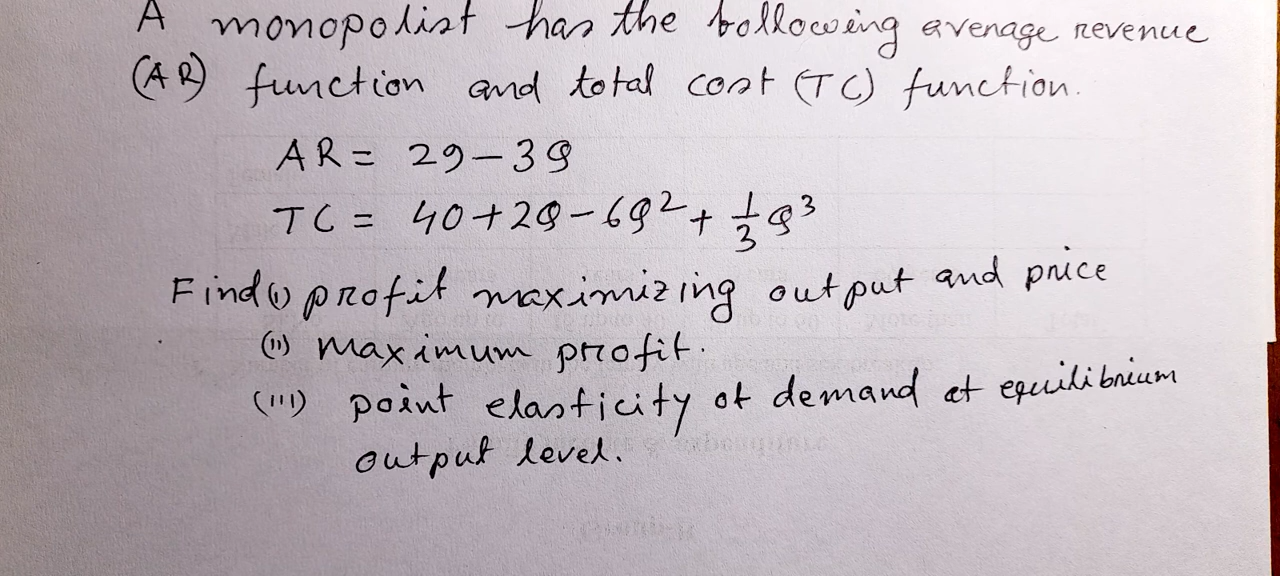 A monopolist has the following average revenue
(AR) function and total cost (TC) function.
AR = 29-3Q
TC = 40+2Q-6Q² + 1/3 Q³
Find (i) profit maximizing output and price
(ii) maximum profit.
(iii) point elasticity of demand at equilibrium
output level.